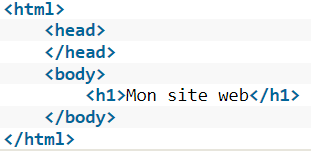 <html>
    <head>
    </head>
    <body>
        <h1>Mon site web</h1>
    </body>
</html>